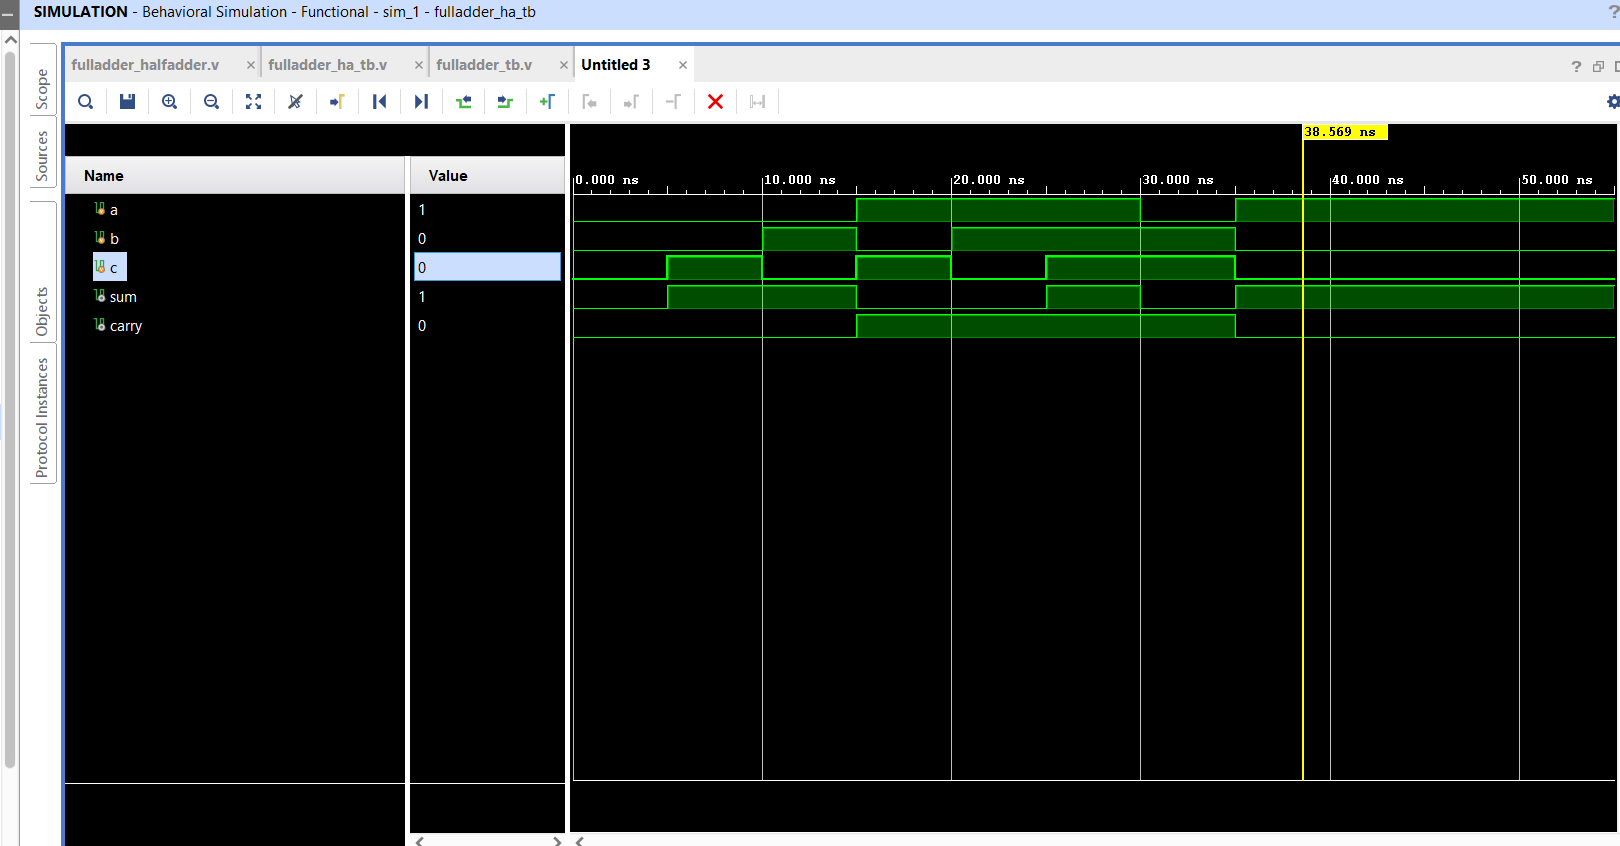 SIMULATION - Behavioral Simulation - Functional - sim_1 - fulladder_ha_tb
?
Scope
Sources
Objects
Protocol Instances
fulladder_halfadder.v ×
fulladder_ha_tb.v ×
fulladder_tb.v ×
Untitled 3 ×
?
38.569 ns
Name
Value
0.000 ns
10.000 ns
20.000 ns
30.000 ns
40.000 ns
50.000 ns
a 1
b 0
c 0
sum 1
carry 0